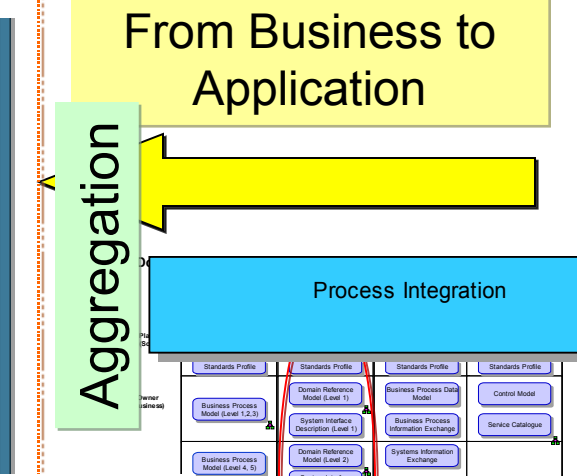 From Business to
Application
Aggregation
Process Integration
Standards Profile
Standards Profile
Standards Profile
Standards Profile
Business Process
Model (Level 1,2,3)
Domain Reference
Model (Level 1)
Business Process Data
Model
Control Model
System Interface
Description (Level 1)
Business Process
Information Exchange
Service Catalogue
Business Process
Model (Level 4, 5)
Domain Reference
Model (Level 2)
Systems Information
Exchange